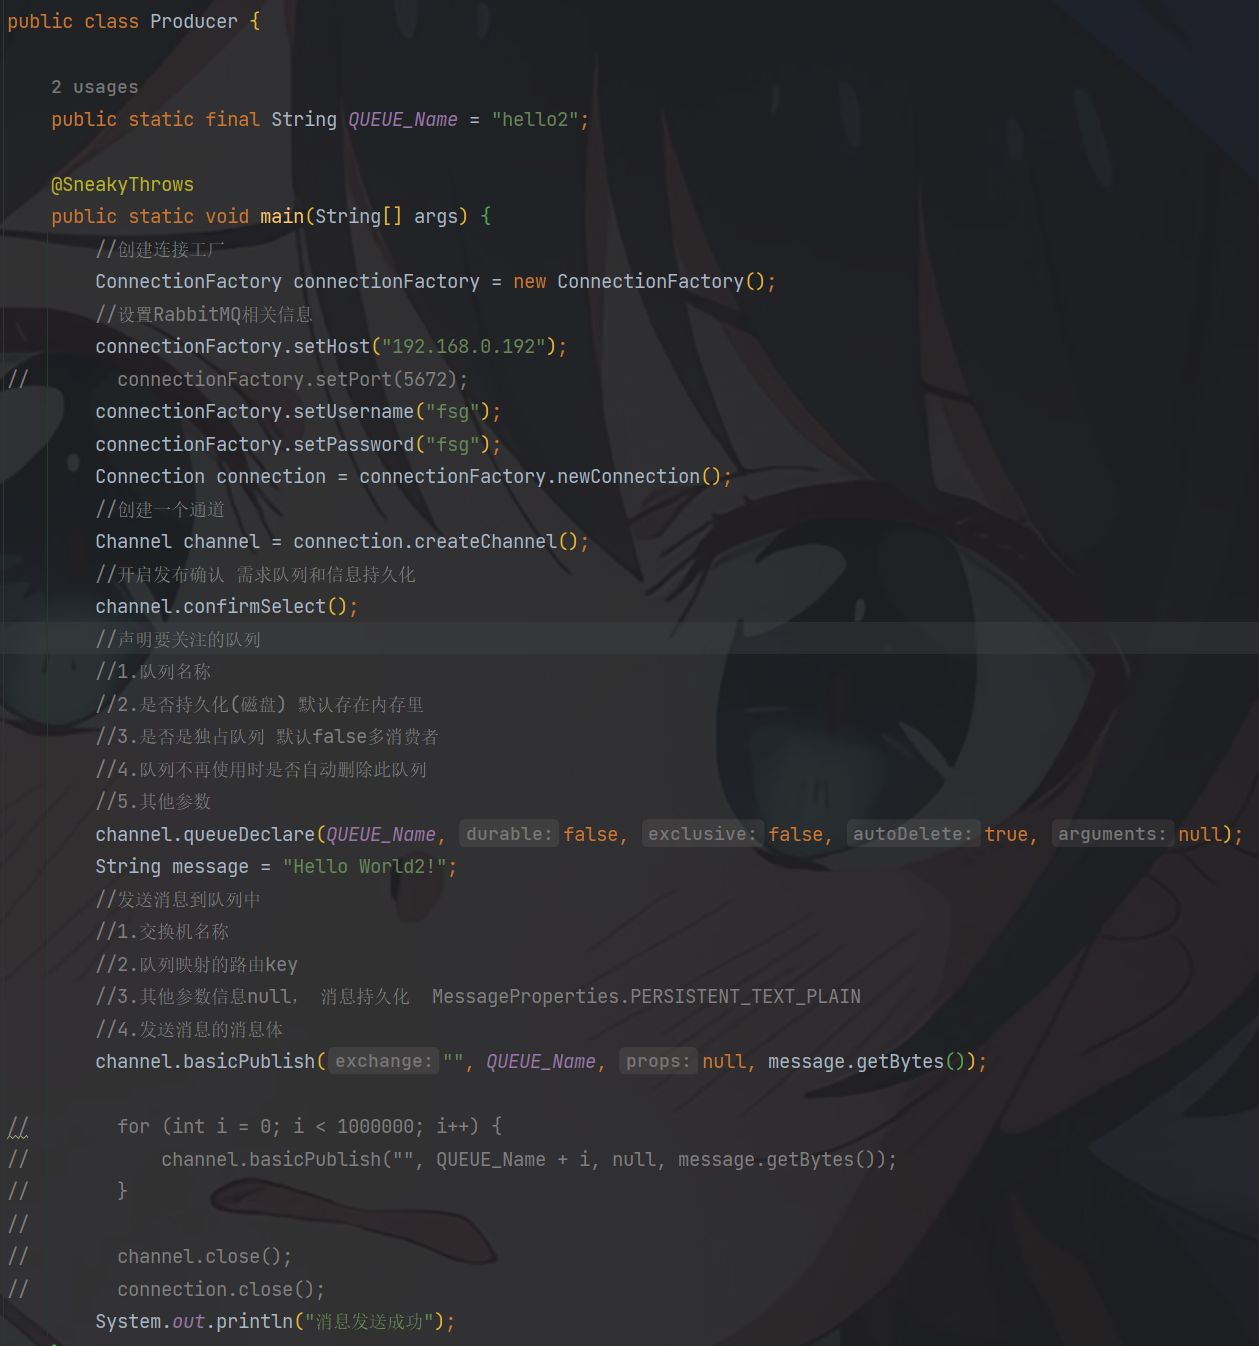 public class Producer {
2 usages
public static final String QUEUE_Name = "hello2";
@SneakyThrows
public static void main(String[] args) {
//创建连接工厂
ConnectionFactory connectionFactory = new ConnectionFactory();
//设置RabbitMQ相关信息
connectionFactory.setHost("192.168.0.192");
// connectionFactory.setPort(5672);
connectionFactory.setUsername("fsg");
connectionFactory.setPassword("fsg");
Connection connection = connectionFactory.newConnection();
//创建一个通道
Channel channel = connection.createChannel();
//开启发布确认 需求队列和信息持久化
channel.confirmSelect();
//声明要关注的队列
//1.队列名称
//2.是否持久化(磁盘) 默认存在内存里
//3.是否是独占队列 默认false多消费者
//4.队列不再使用时是否自动删除此队列
//5.其他参数
channel.queueDeclare(QUEUE_Name, durable: false, exclusive: false, autoDelete: true, arguments: null);
String message = "Hello World2!";
//发送消息到队列中
//1.交换机名称
//2.队列映射的路由key
//3.其他参数信息null， 消息持久化 MessageProperties.PERSISTENT_TEXT_PLAIN
//4.发送消息的消息体
channel.basicPublish( exchange: "", QUEUE_Name, props: null, message.getBytes());
// for (int i = 0; i < 1000000; i++) {
// channel.basicPublish("", QUEUE_Name + i, null, message.getBytes());
// }
//
// channel.close();
// connection.close();
System.out.println("消息发送成功");